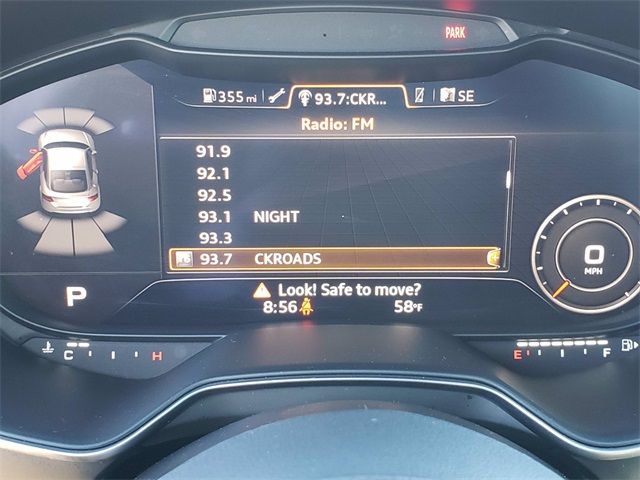 PARK
355 mi 93.7:CKR... SE
Radio: FM
91.9
92.1
92.5
93.1 NIGHT
93.3
93.7 CKROADS
Look! Safe to move?
P 8:56 58°F
0
MPH
C H E F